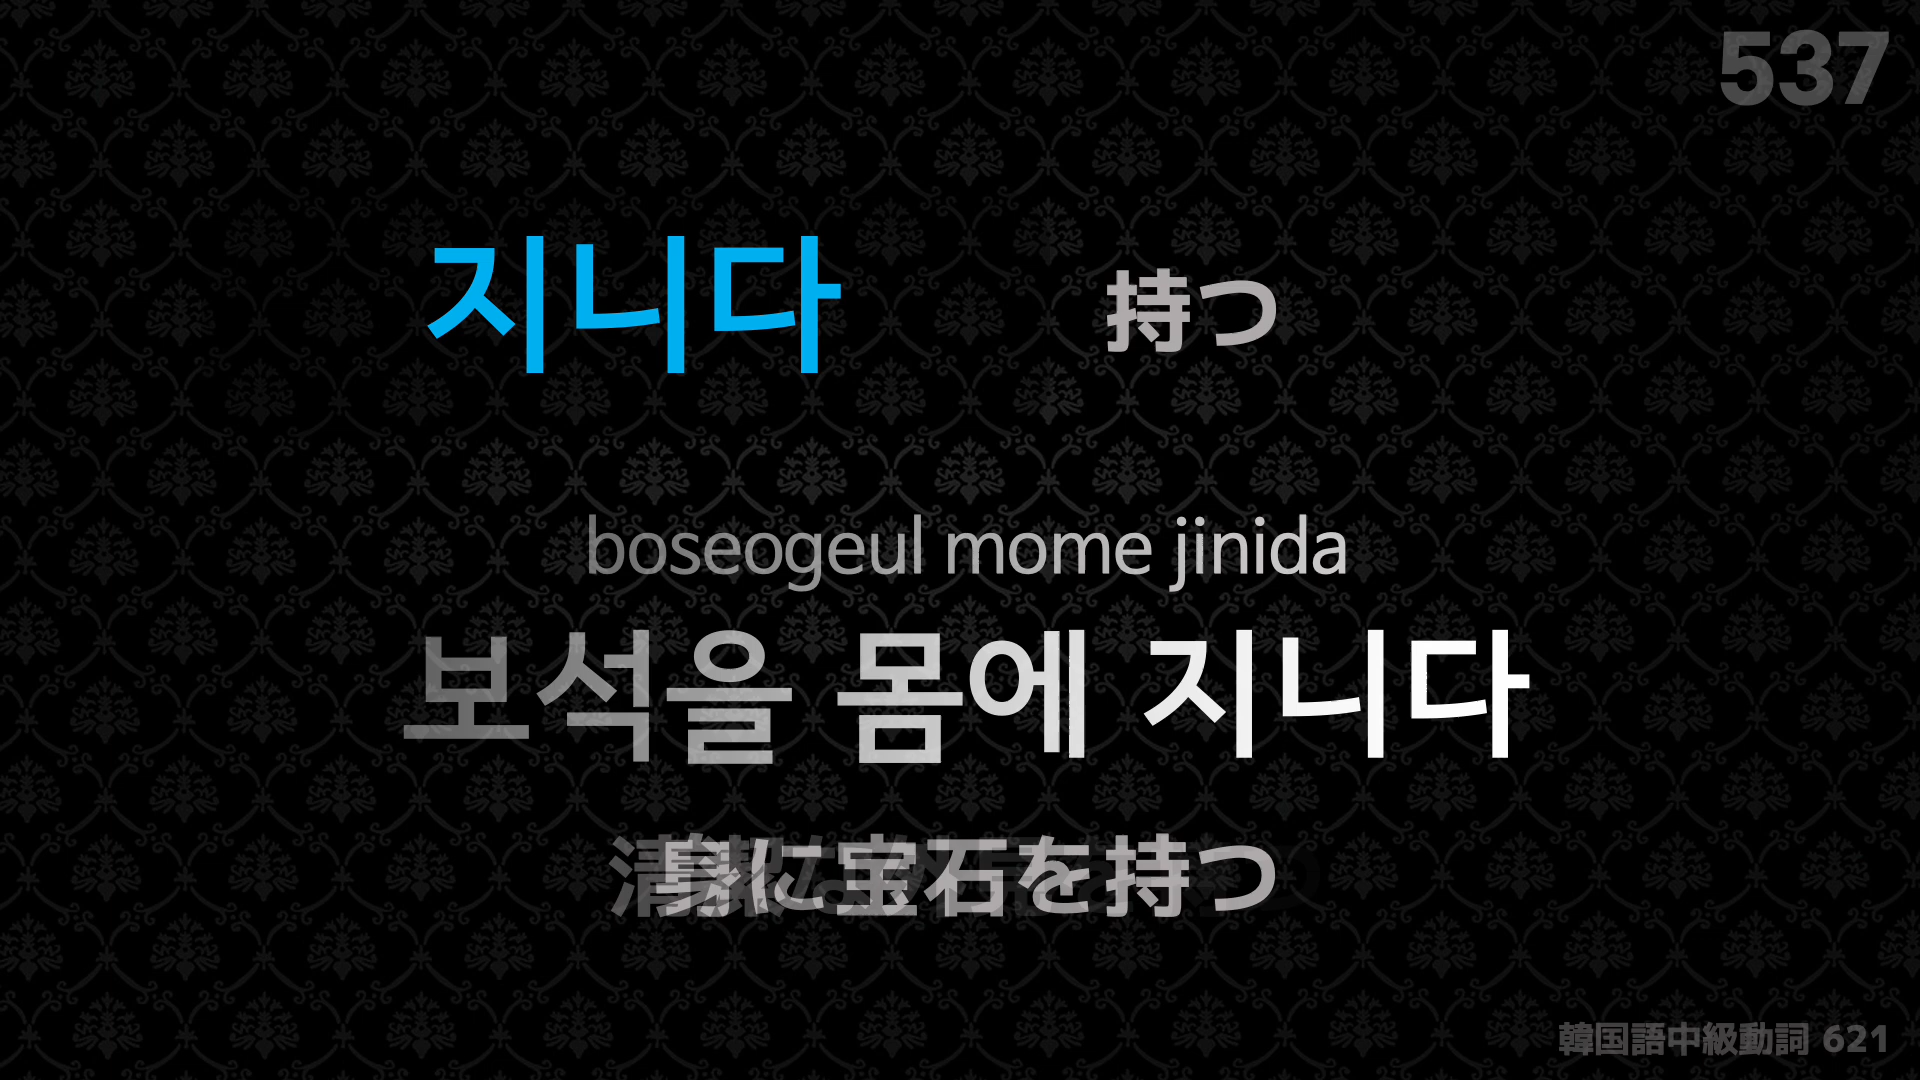 537
지니다 持つ
boseogeul mome jinida
보석을 몸에 지니다
身に宝石を持つ
韓国語中級動詞 621